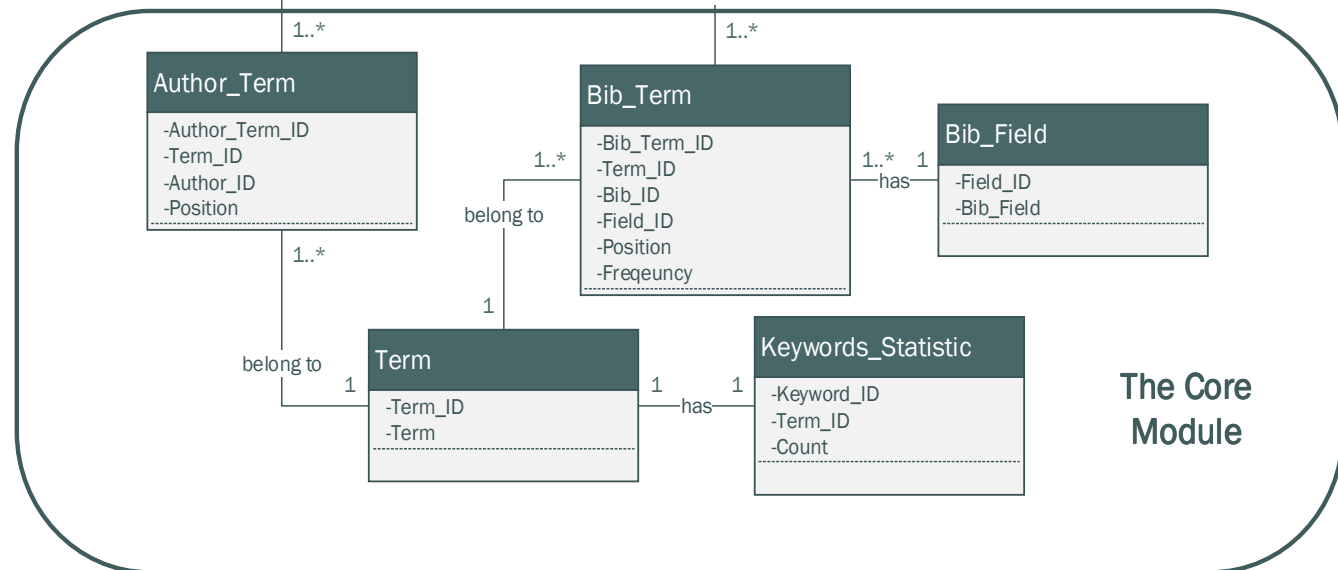 1..*
1..*
Author_Term
-Author_Term_ID
-Term_ID
-Author_ID
-Position
1..*
belong to
1
Bib_Term
-Bib_Term_ID
-Term_ID
-Bib_ID
-Field_ID
-Position
-Freqeuncy
1..*
belong to
1
1..*
has
1
Bib_Field
-Field_ID
-Bib_Field
Term
-Term_ID
-Term
1
has
1
Keywords_Statistic
-Keyword_ID
-Term_ID
-Count
The Core
Module